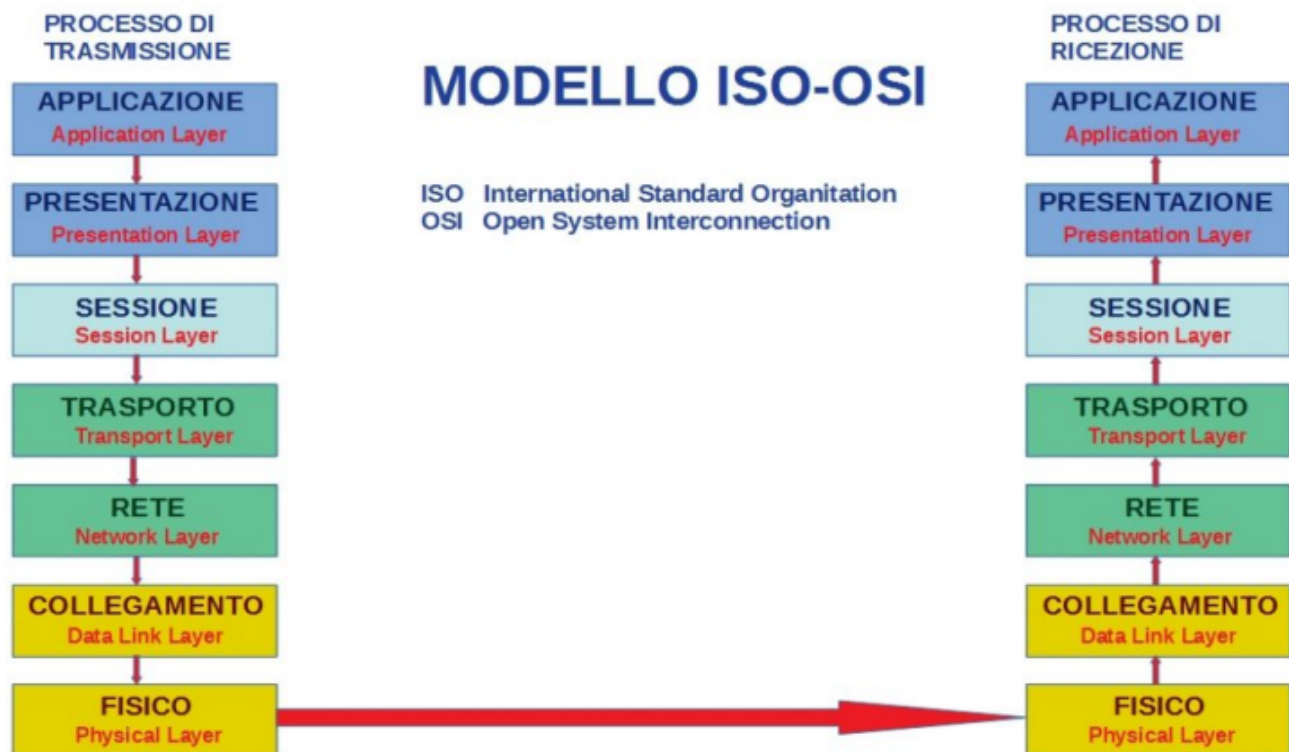 PROCESSO DI
TRASMISSIONE
APPLICAZIONE
Application Layer
PRESENTAZIONE
Presentation Layer
SESSIONE
Session Layer
TRASPORTO
Transport Layer
RETE
Network Layer
COLLEGAMENTO
Data Link Layer
FISICO
Physical Layer
MODELLO ISO-OSI
ISO International Standard Organitation
OSI Open System Interconnection
PROCESSO DI
RICEZIONE
APPLICAZIONE
Application Layer
PRESENTAZIONE
Presentation Layer
SESSIONE
Session Layer
TRASPORTO
Transport Layer
RETE
Network Layer
COLLEGAMENTO
Data Link Layer
FISICO
Physical Layer